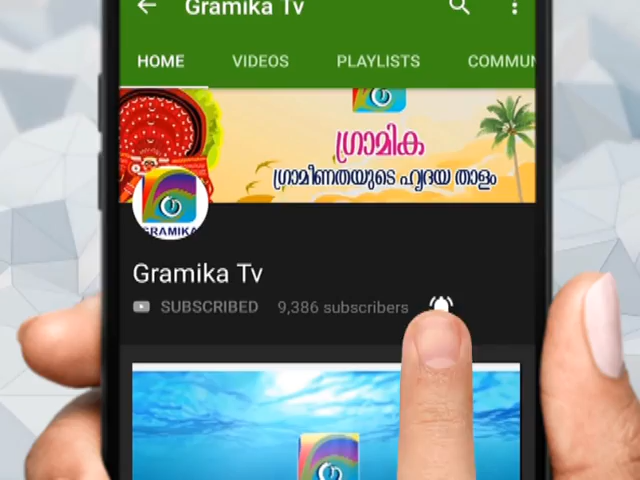 Gramika Tv
HOME VIDEOS PLAYLISTS COMMUN
ഗ്രാമിക
ഗ്രാമീണതയുടെ ഹൃദയ താളം
GRAMIKA
Gramika Tv
SUBSCRIBED 9,386 subscribers